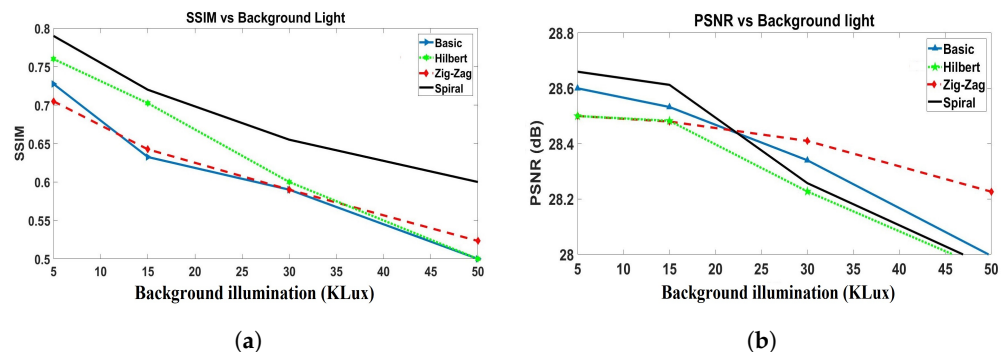 SSIM vs Background Light
0.8
0.75
0.7
0.65
0.6
0.55
0.5
SSIM
5 10 15 20 25 30 35 40 45 50
Background illumination (KLux)
Basic
Hilbert
Zig-Zag
Spiral
(a)
PSNR vs Background light
28.8
28.6
28.4
28.2
28
PSNR (dB)
5 10 15 20 25 30 35 40 45 50
Background illumination (KLux)
Basic
Hilbert
Zig-Zag
Spiral
(b)